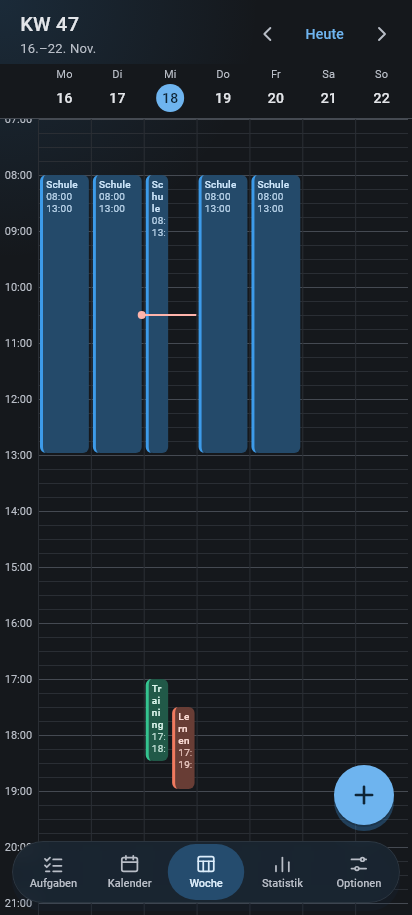 KW 47
16.–22. Nov.
Heute
Mo Di Mi Do Fr Sa So
16 17 18 19 20 21 22
07:00
08:00
Schule
08:00
13:00
Schule
08:00
13:00
Sc
hu
le
08:
13:
Schule
08:00
13:00
Schule
08:00
13:00
09:00
10:00
11:00
12:00
13:00
14:00
15:00
16:00
17:00
Tr
ai
ni
ng
17:
18:
Le
rn
en
17:
19:
18:00
19:00
20:00
Aufgaben Kalender Woche Statistik Optionen
21:00